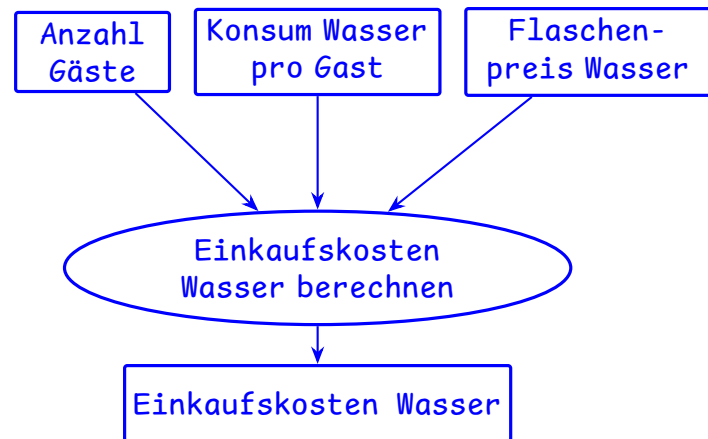 Anzahl
Gäste
Konsum Wasser
pro Gast
Flaschen-
preis Wasser
Einkaufskosten
Wasser berechnen
Einkaufskosten Wasser